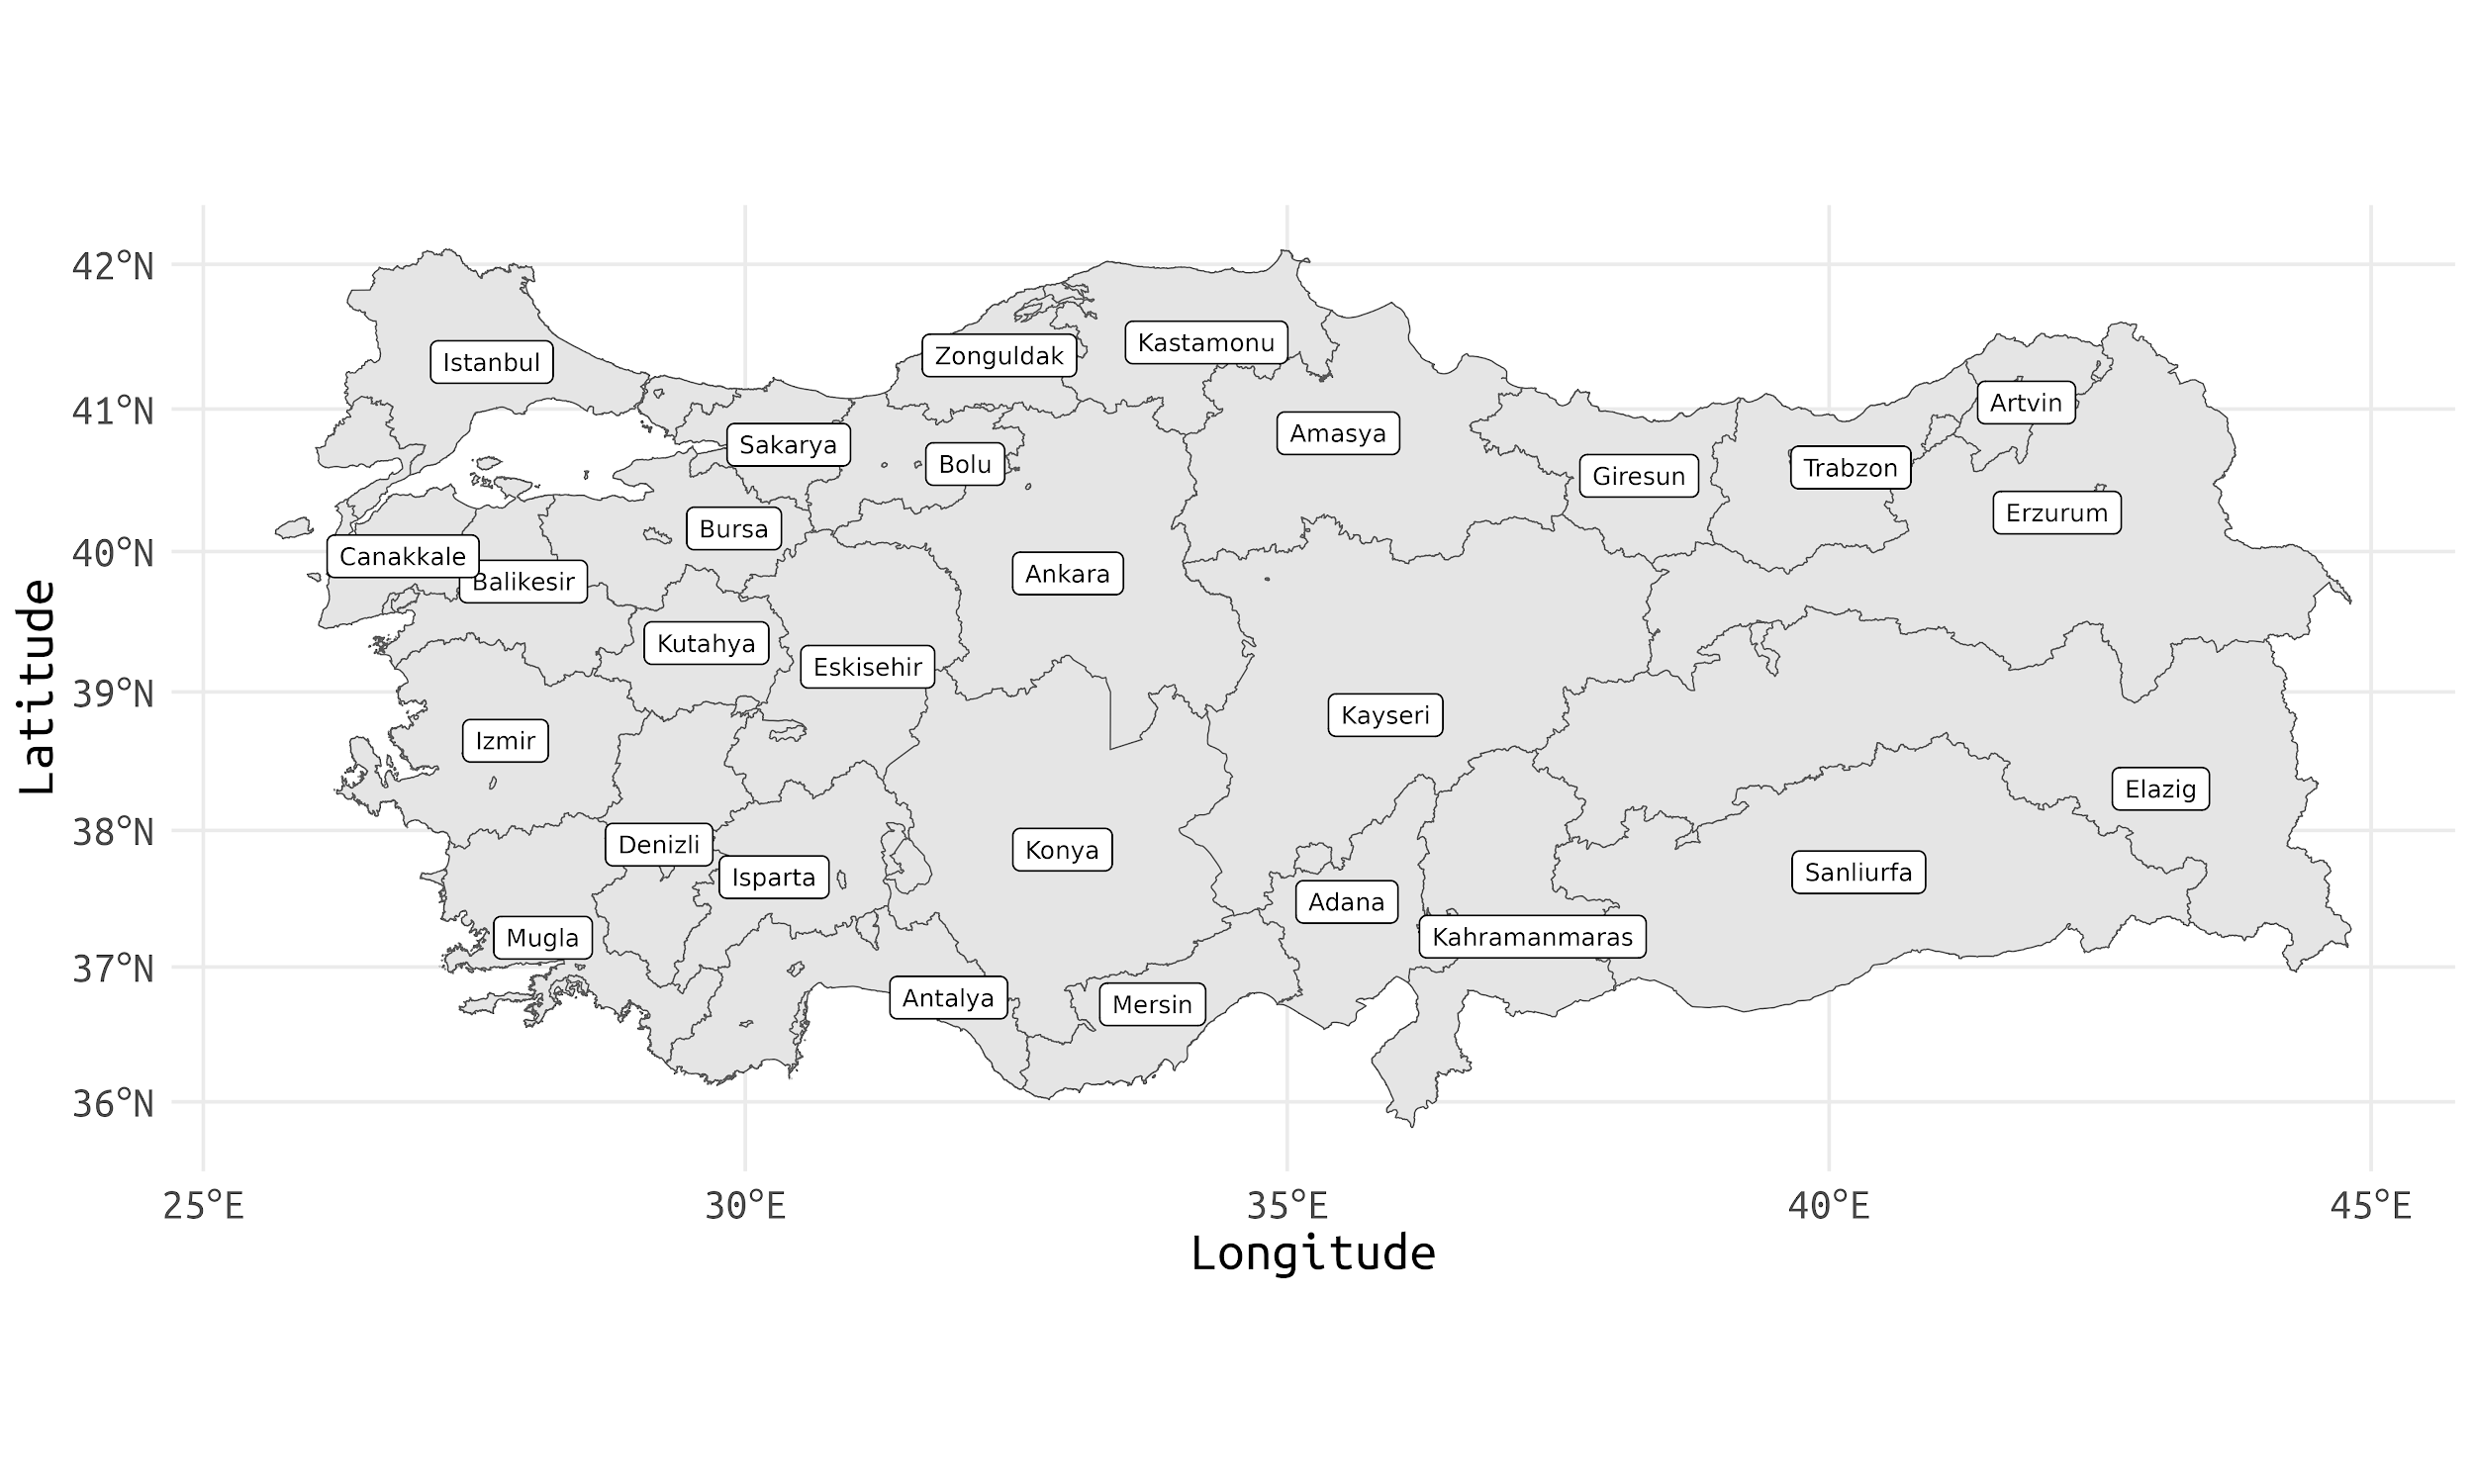 42°N
41°N
40°N
39°N
38°N
37°N
36°N
Latitude
Istanbul
Zonguldak
Kastamonu
Artvin
Sakarya
Bolu
Amasya
Giresun
Trabzon
Erzurum
Bursa
Canakkale
Balikesir
Ankara
Kutahya
Eskisehir
Izmir
Kayseri
Elazig
Denizli
Isparta
Konya
Sanliurfa
Adana
Mugla
Kahramanmaras
Antalya
Mersin
25°E
30°E
35°E
40°E
45°E
Longitude